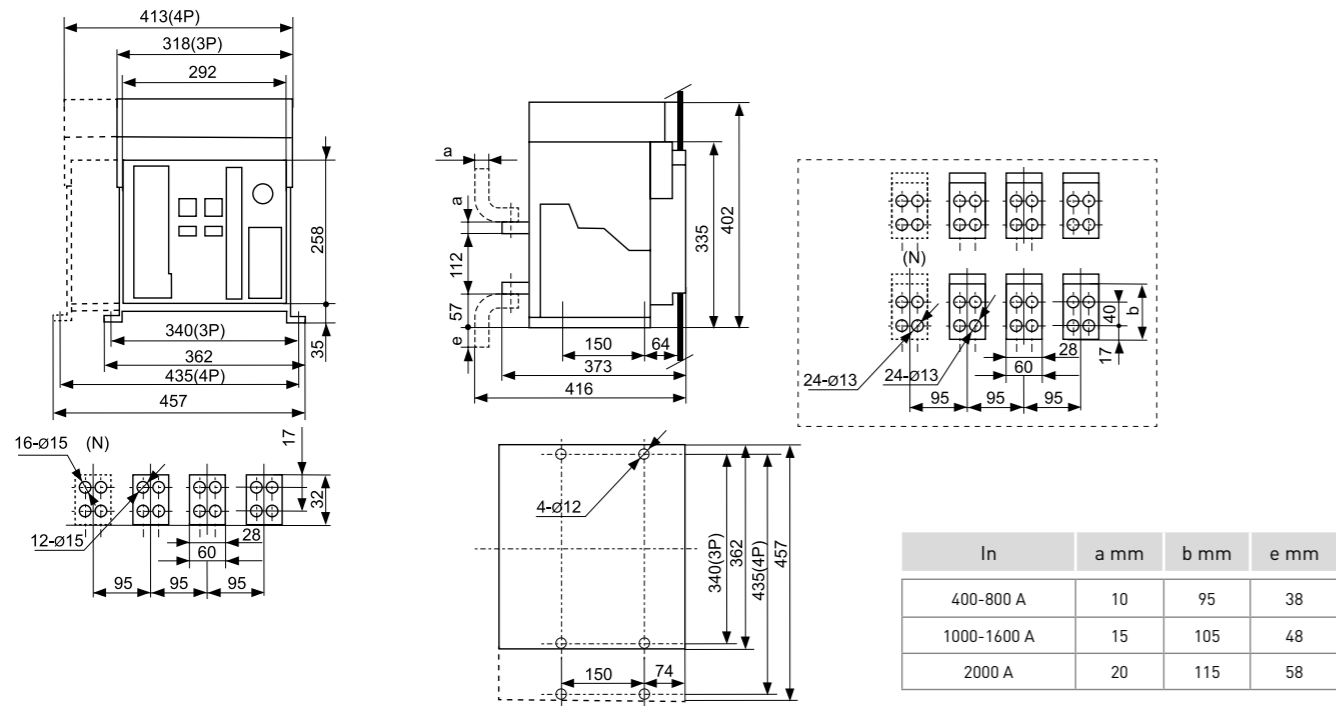 413(4P)
318(3P)
292
258
35
340(3P)
362
435(4P)
457
16-Ø15 (N)
17
32
12-Ø15
28
60
95 95 95
a
a
112
57
e
335
402
150 64
373
416
4-Ø12
340(3P)
362
435(4P)
457
150 74
(N)
40
b
17
28
60
24-Ø13 24-Ø13
95 95 95
In a mm b mm e mm
400-800 A 10 95 38
1000-1600 A 15 105 48
2000 A 20 115 58